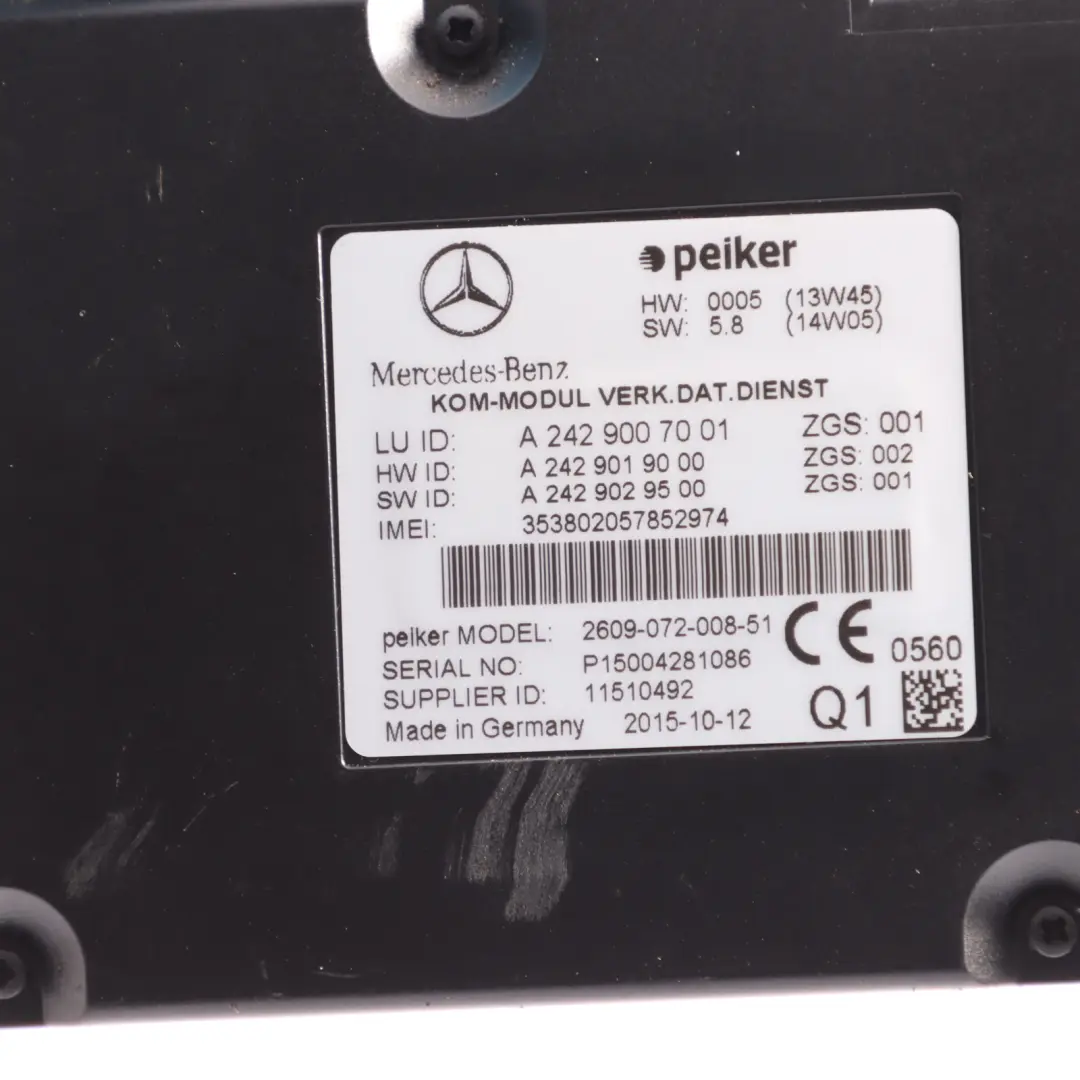 peiker
HW: 0005 (13W45)
SW: 5.8 (14W05)
Mercedes-Benz
KOM-MODUL VERK.DAT.DIENST
LU ID: A 242 900 70 01 ZGS: 001
HW ID: A 242 901 90 00 ZGS: 002
SW ID: A 242 902 95 00 ZGS: 001
IMEI: 353802057852974
peiker MODEL: 2609-072-008-51
CE 0560
SERIAL NO: P15004281086
SUPPLIER ID: 11510492
Made in Germany 2015-10-12
Q1